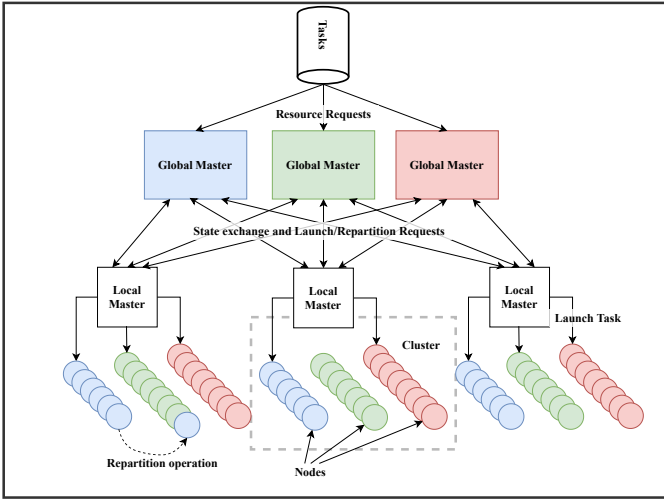 Tasks
Resource Requests
Global Master
Global Master
Global Master
State exchange and Launch/Repartition Requests
Local
Master
Local
Master
Local
Master
Launch Task
Cluster
Repartition operation
Nodes